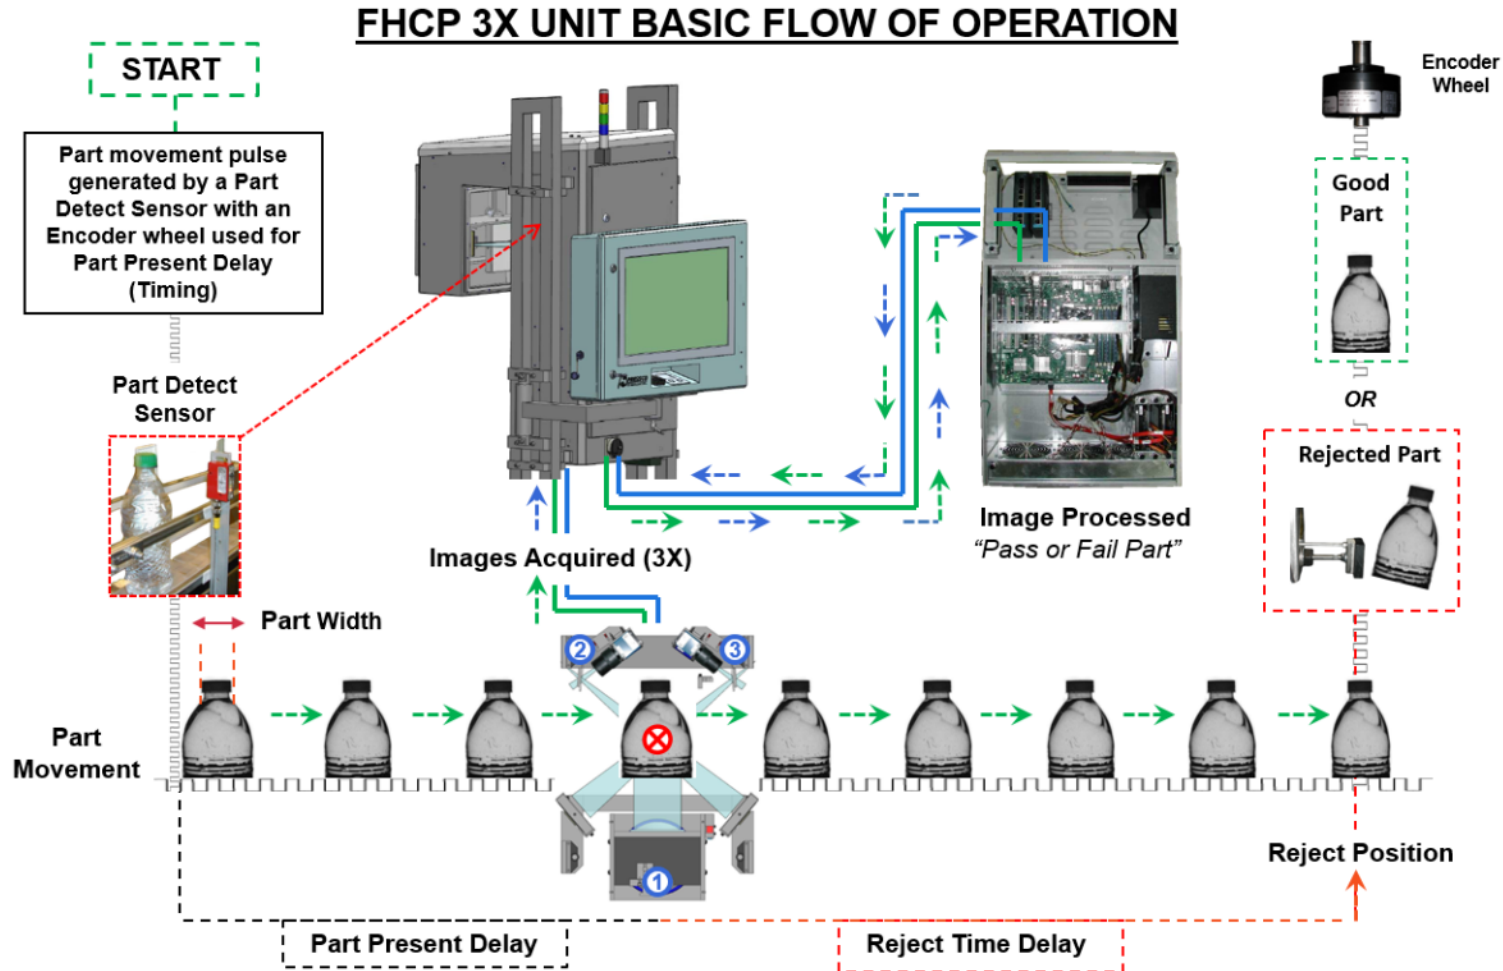 FHCP 3X UNIT BASIC FLOW OF OPERATION
START
Part movement pulse
generated by a Part
Detect Sensor with an
Encoder wheel used for
Part Present Delay
(Timing)
Part Detect
Sensor
Part Width
Part
Movement
Images Acquired (3X)
2
3
1
Image Processed
“Pass or Fail Part”
Encoder
Wheel
Good
Part
OR
Rejected Part
Reject Position
Part Present Delay
Reject Time Delay